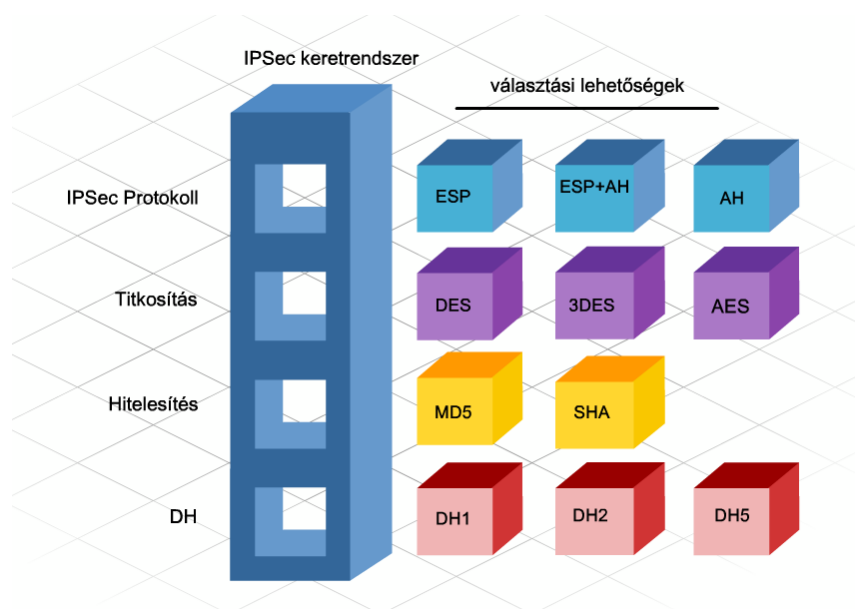 IPSec keretrendszer
választási lehetőségek
IPSec Protokoll
ESP
ESP+AH
AH
Titkosítás
DES
3DES
AES
Hitelesítés
MD5
SHA
DH
DH1
DH2
DH5